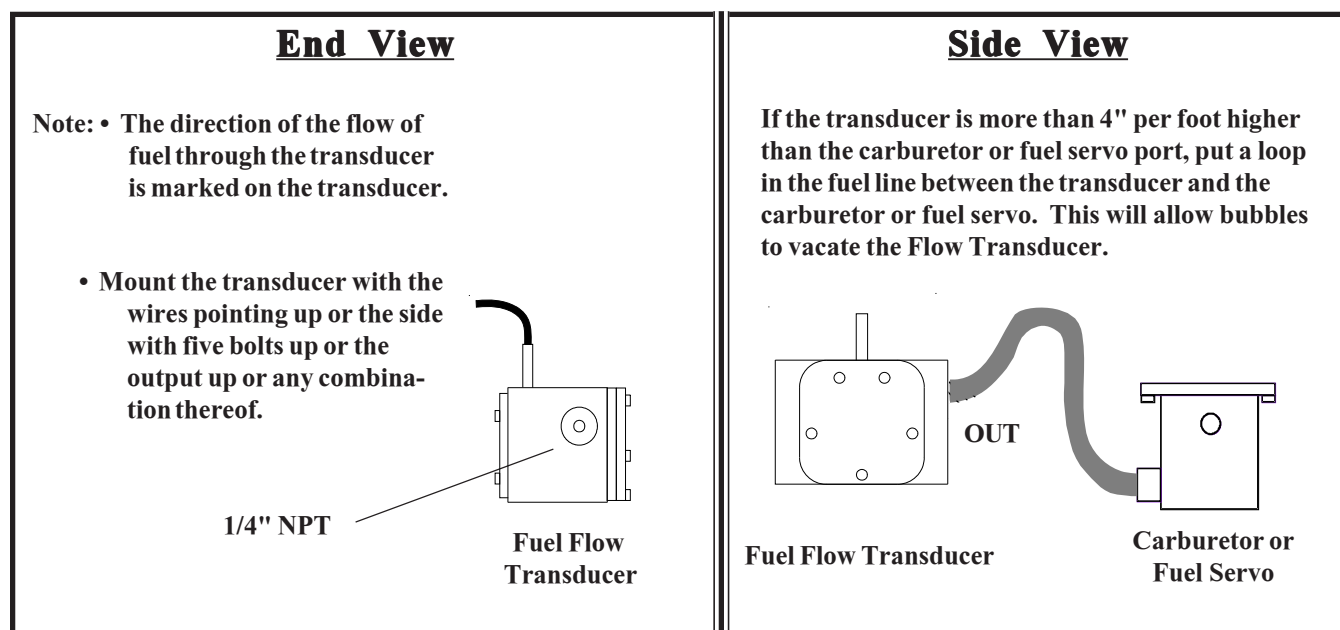 End View
Note: • The direction of the flow of
fuel through the transducer
is marked on the transducer.
• Mount the transducer with the
wires pointing up or the side
with five bolts up or the
output up or any combina-
tion thereof.
1/4" NPT
Fuel Flow
Transducer
Side View
If the transducer is more than 4" per foot higher
than the carburetor or fuel servo port, put a loop
in the fuel line between the transducer and the
carburetor or fuel servo. This will allow bubbles
to vacate the Flow Transducer.
OUT
Fuel Flow Transducer
Carburetor or
Fuel Servo